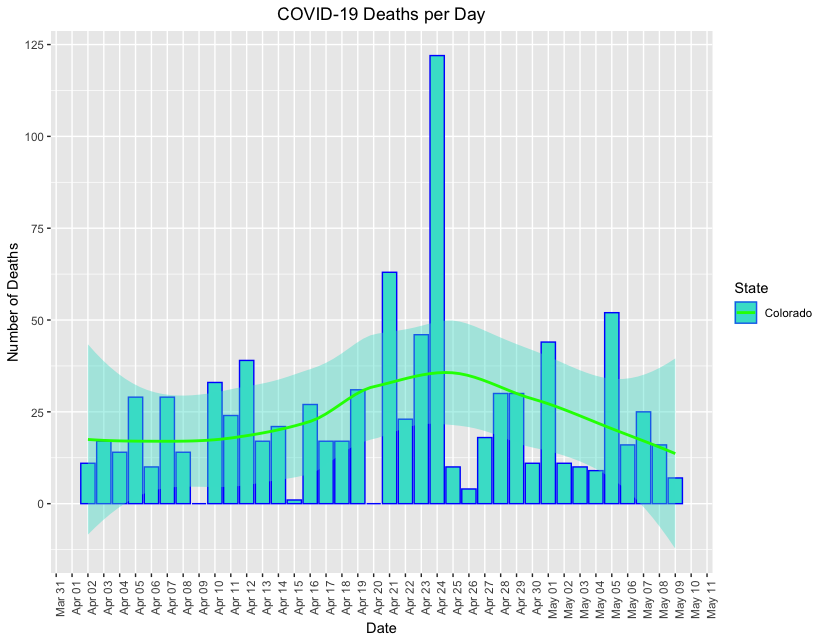 COVID-19 Deaths per Day
Number of Deaths
125
100
75
50
25
0
Mar 31
Apr 01
Apr 02
Apr 03
Apr 04
Apr 05
Apr 06
Apr 07
Apr 08
Apr 09
Apr 10
Apr 11
Apr 12
Apr 13
Apr 14
Apr 15
Apr 16
Apr 17
Apr 18
Apr 19
Apr 20
Apr 21
Apr 22
Apr 23
Apr 24
Apr 25
Apr 26
Apr 27
Apr 28
Apr 29
Apr 30
May 01
May 02
May 03
May 04
May 05
May 06
May 07
May 08
May 09
May 10
May 11
Date
State
Colorado